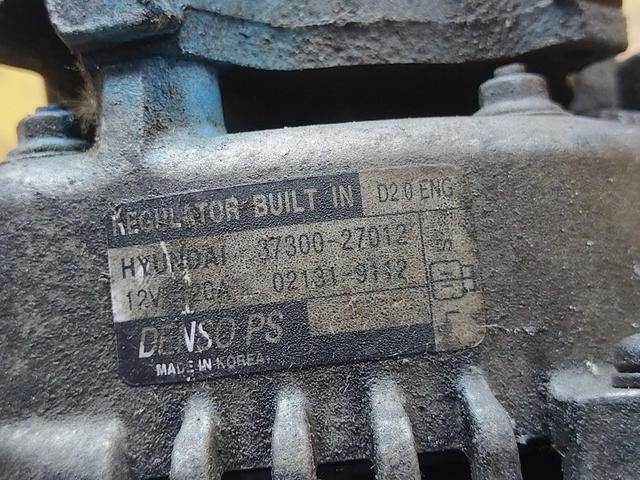 REGULATOR BUILT IN D2 0 ENG
HYUNDAI 37300-27012
12V 120A 02131-9112
S
L
DENSO PS
MADE IN KOREA